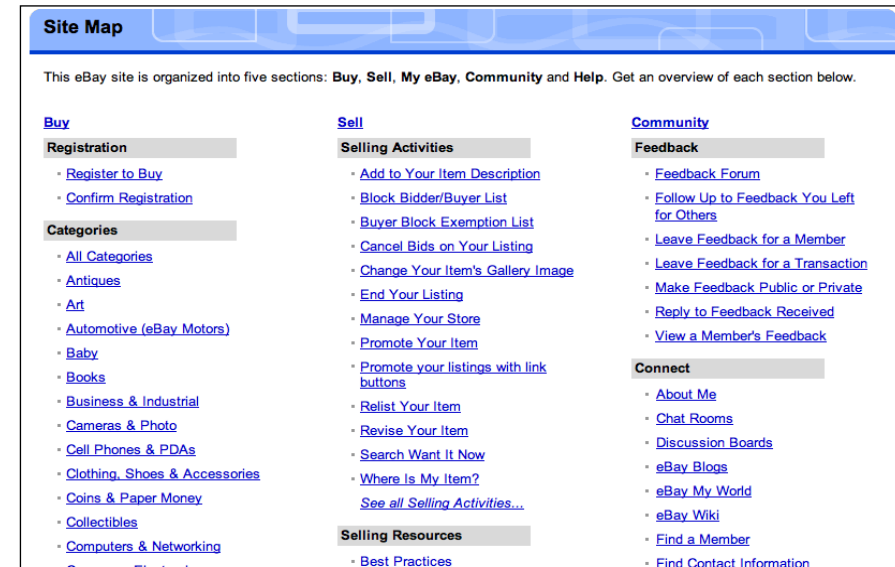 Site Map
This eBay site is organized into five sections: Buy, Sell, My eBay, Community and Help. Get an overview of each section below.
Buy
Registration
Register to Buy
Confirm Registration
Categories
All Categories
Antiques
Art
Automotive (eBay Motors)
Baby
Books
Business & Industrial
Cameras & Photo
Cell Phones & PDAs
Clothing, Shoes & Accessories
Coins & Paper Money
Collectibles
Computers & Networking
Sell
Selling Activities
Add to Your Item Description
Block Bidder/Buyer List
Buyer Block Exemption List
Cancel Bids on Your Listing
Change Your Item's Gallery Image
End Your Listing
Manage Your Store
Promote Your Item
Promote your listings with link
buttons
Relist Your Item
Revise Your Item
Search Want It Now
Where Is My Item?
See all Selling Activities...
Selling Resources
Best Practices
Community
Feedback
Feedback Forum
Follow Up to Feedback You Left
for Others
Leave Feedback for a Member
Leave Feedback for a Transaction
Make Feedback Public or Private
Reply to Feedback Received
View a Member's Feedback
Connect
About Me
Chat Rooms
Discussion Boards
eBay Blogs
eBay My World
eBay Wiki
Find a Member
Find Contact Information